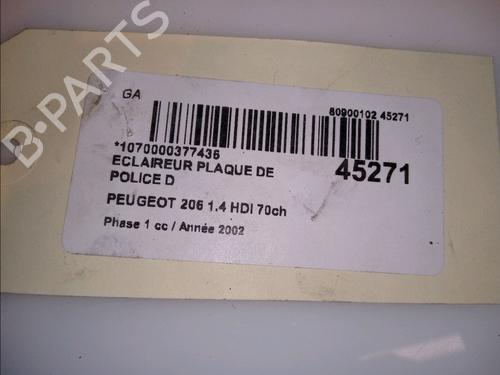 B-PARTS
GA
80900102 45271
*1070000377436
ECLAIREUR PLAQUE DE
POLICE D
45271
PEUGEOT 206 1.4 HDI 70ch
Phase 1 cc / Année 2002